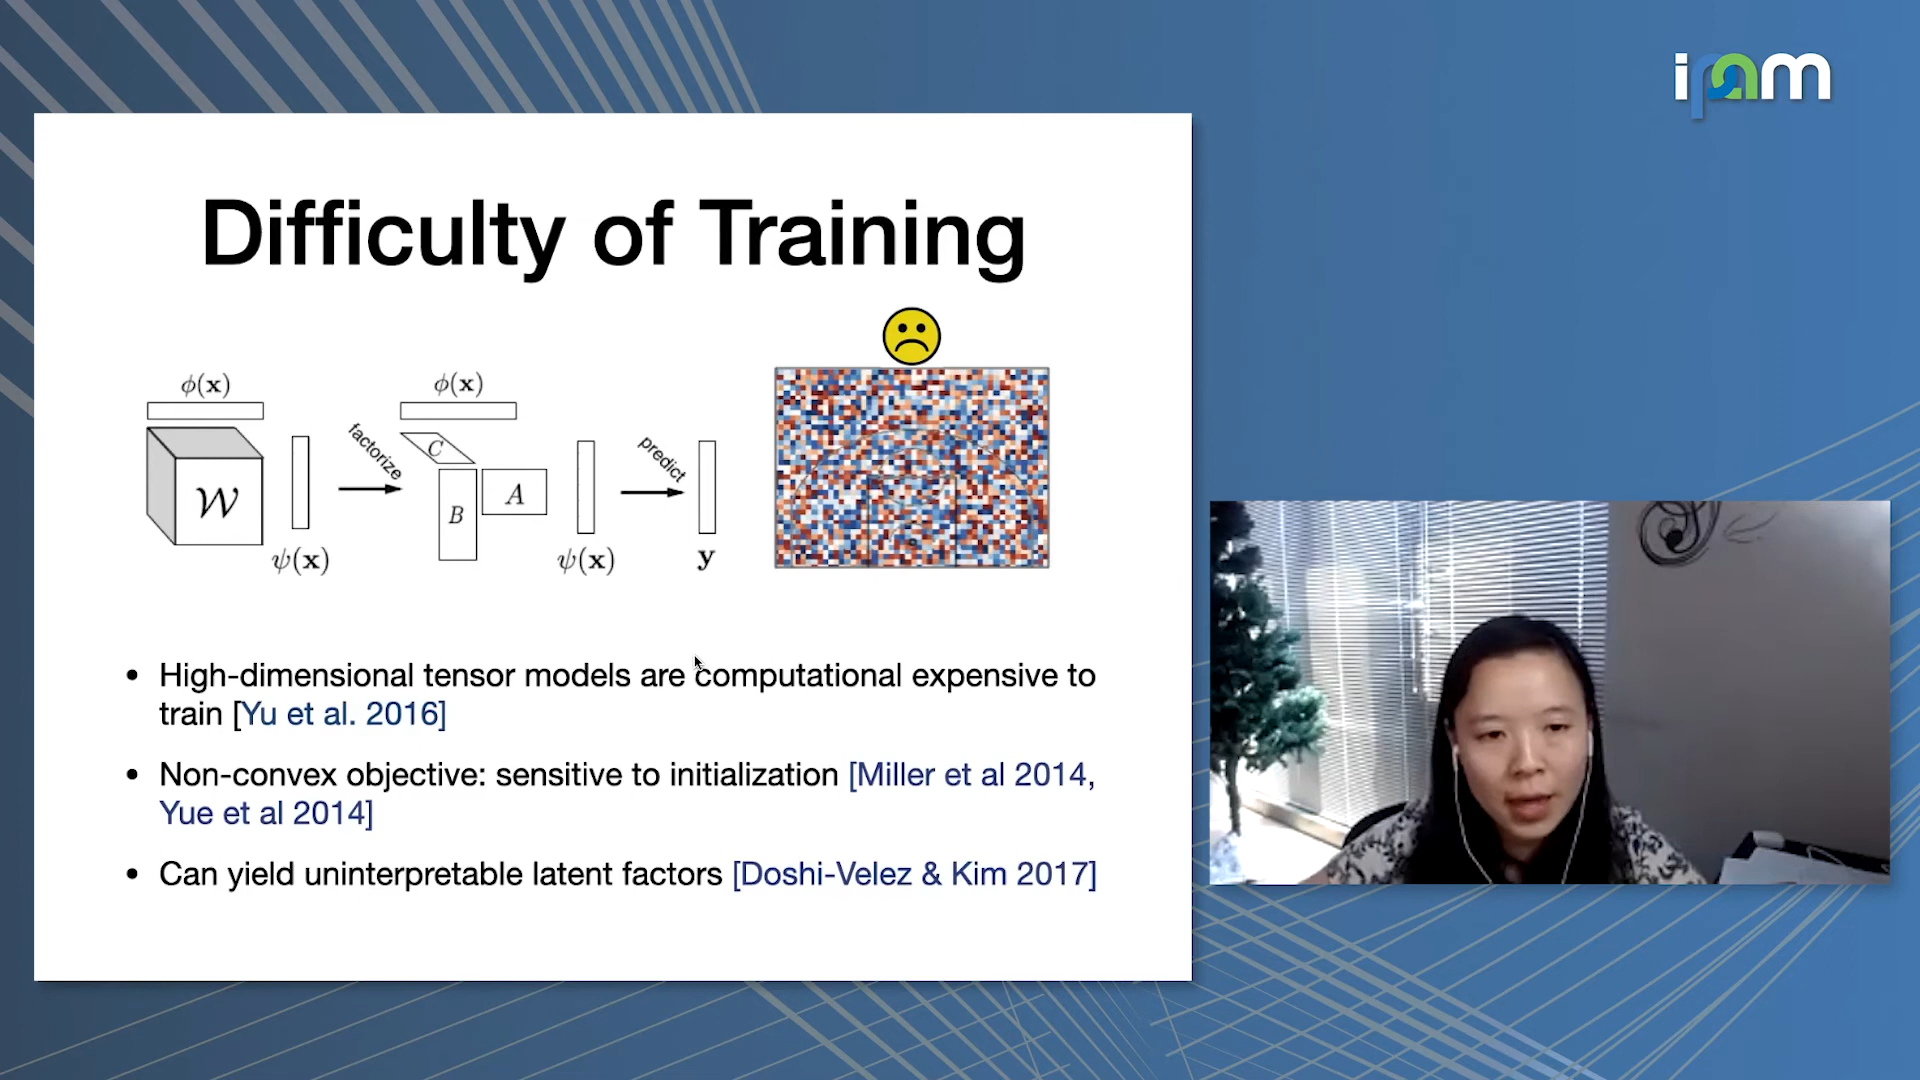 ipam
Difficulty of Training
ϕ(x)
ϕ(x)
factorize
C
predict
W
B
A
ψ(x)
ψ(x)
y
• High-dimensional tensor models are computational expensive to
train [Yu et al. 2016]
• Non-convex objective: sensitive to initialization [Miller et al 2014,
Yue et al 2014]
• Can yield uninterpretable latent factors [Doshi-Velez & Kim 2017]